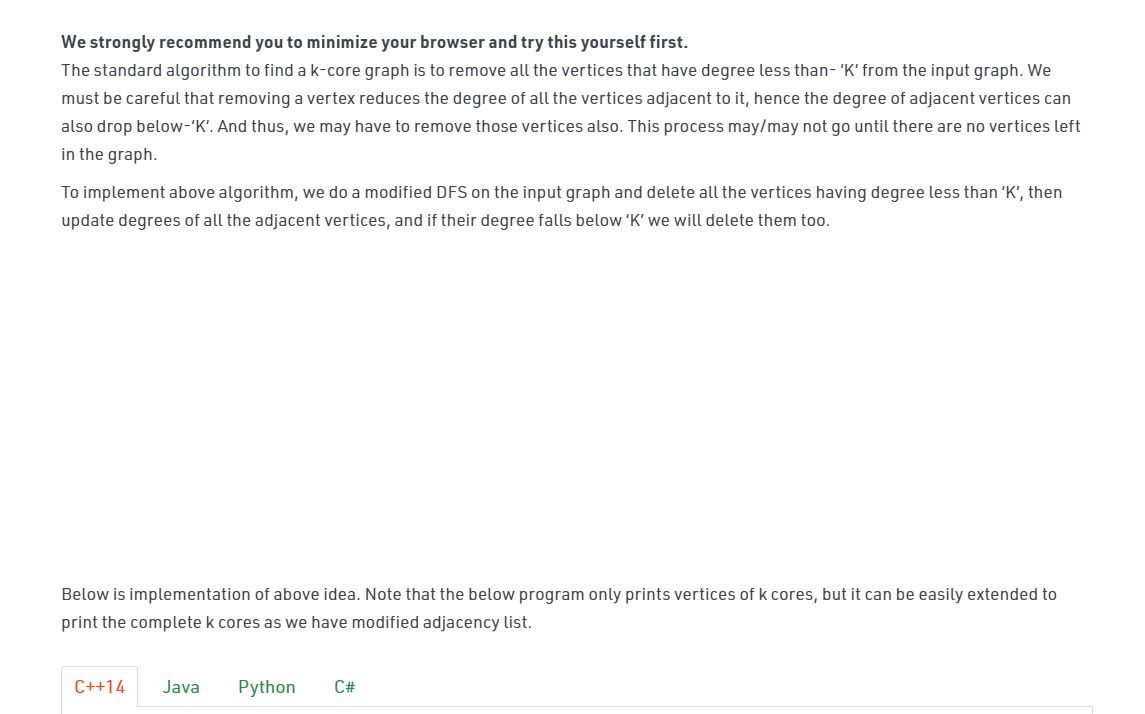 We strongly recommend you to minimize your browser and try this yourself first.
The standard algorithm to find a k-core graph is to remove all the vertices that have degree less than- ‘K’ from the input graph. We
must be careful that removing a vertex reduces the degree of all the vertices adjacent to it, hence the degree of adjacent vertices can
also drop below-‘K’. And thus, we may have to remove those vertices also. This process may/may not go until there are no vertices left
in the graph.
To implement above algorithm, we do a modified DFS on the input graph and delete all the vertices having degree less than ‘K’, then
update degrees of all the adjacent vertices, and if their degree falls below ‘K’ we will delete them too.
Below is implementation of above idea. Note that the below program only prints vertices of k cores, but it can be easily extended to
print the complete k cores as we have modified adjacency list.
C++14 Java Python C#